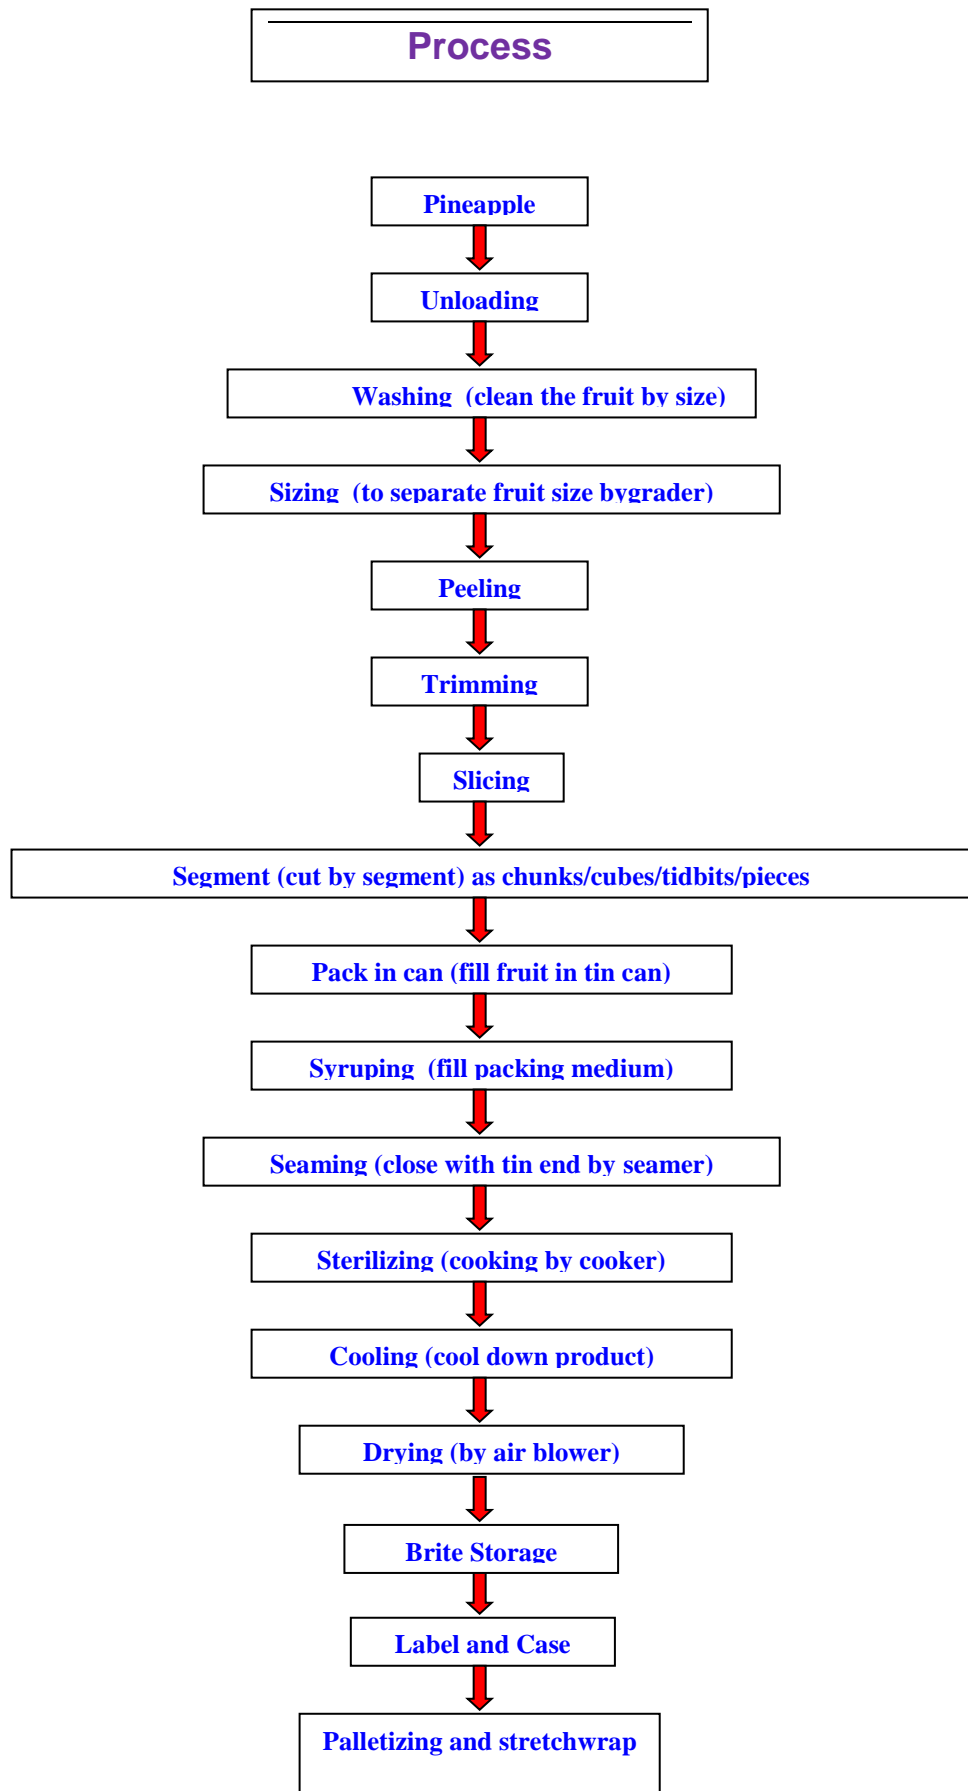 Process
Pineapple
Unloading
Washing  (clean the fruit by size)
Sizing  (to separate fruit size bygrader)
Peeling
Trimming
Slicing
Segment (cut by segment) as chunks/cubes/tidbits/pieces
Pack in can (fill fruit in tin can)
Syruping  (fill packing medium)
Seaming (close with tin end by seamer)
Sterilizing (cooking by cooker)
Cooling (cool down product)
Drying (by air blower)
Brite Storage
Label and Case
Palletizing and stretchwrap